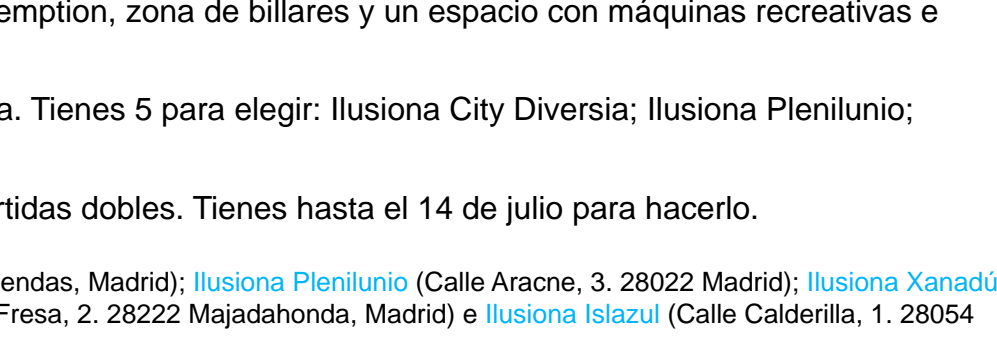 emption, zona de billares y un espacio con máquinas recreativas e
a. Tienes 5 para elegir: Ilusiona City Diversia; Ilusiona Plenilunio;
rtidas dobles. Tienes hasta el 14 de julio para hacerlo.
endas, Madrid); Ilusiona Plenilunio (Calle Aracne, 3. 28022 Madrid); Ilusiona Xanadú
Fresa, 2. 28222 Majadahonda, Madrid) e Ilusiona Islazul (Calle Calderilla, 1. 28054